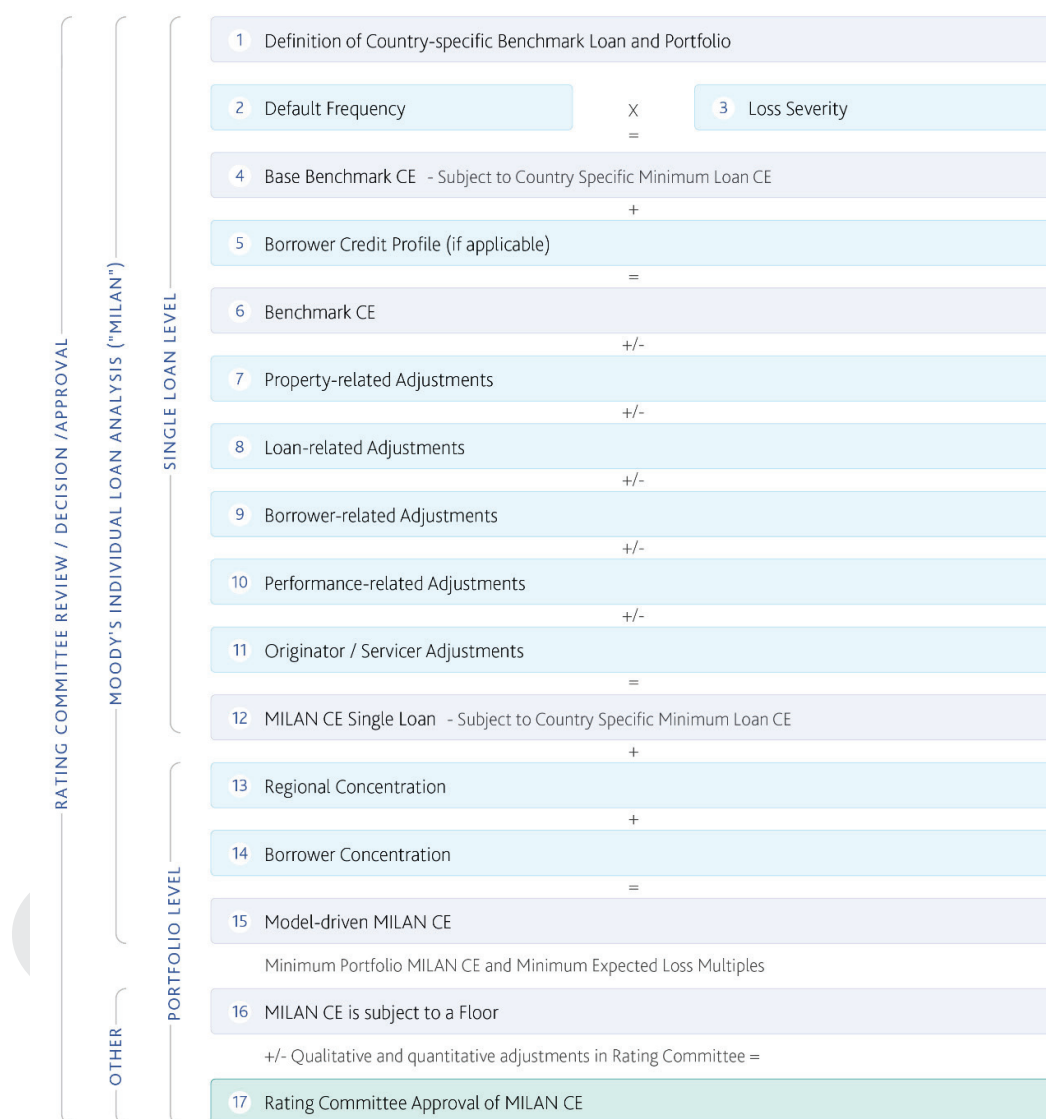 RATING COMMITTEE REVIEW / DECISION /APPROVAL
MOODY'S INDIVIDUAL LOAN ANALYSIS ("MILAN")
SINGLE LOAN LEVEL
1 Definition of Country-specific Benchmark Loan and Portfolio
2 Default Frequency X 3 Loss Severity
=
4 Base Benchmark CE - Subject to Country Specific Minimum Loan CE
+
5 Borrower Credit Profile (if applicable)
=
6 Benchmark CE
+/-
7 Property-related Adjustments
+/-
8 Loan-related Adjustments
+/-
9 Borrower-related Adjustments
+/-
10 Performance-related Adjustments
+/-
11 Originator / Servicer Adjustments
=
12 MILAN CE Single Loan - Subject to Country Specific Minimum Loan CE
+
PORTFOLIO LEVEL
13 Regional Concentration
+
14 Borrower Concentration
=
15 Model-driven MILAN CE
Minimum Portfolio MILAN CE and Minimum Expected Loss Multiples
OTHER
16 MILAN CE is subject to a Floor
+/- Qualitative and quantitative adjustments in Rating Committee =
17 Rating Committee Approval of MILAN CE